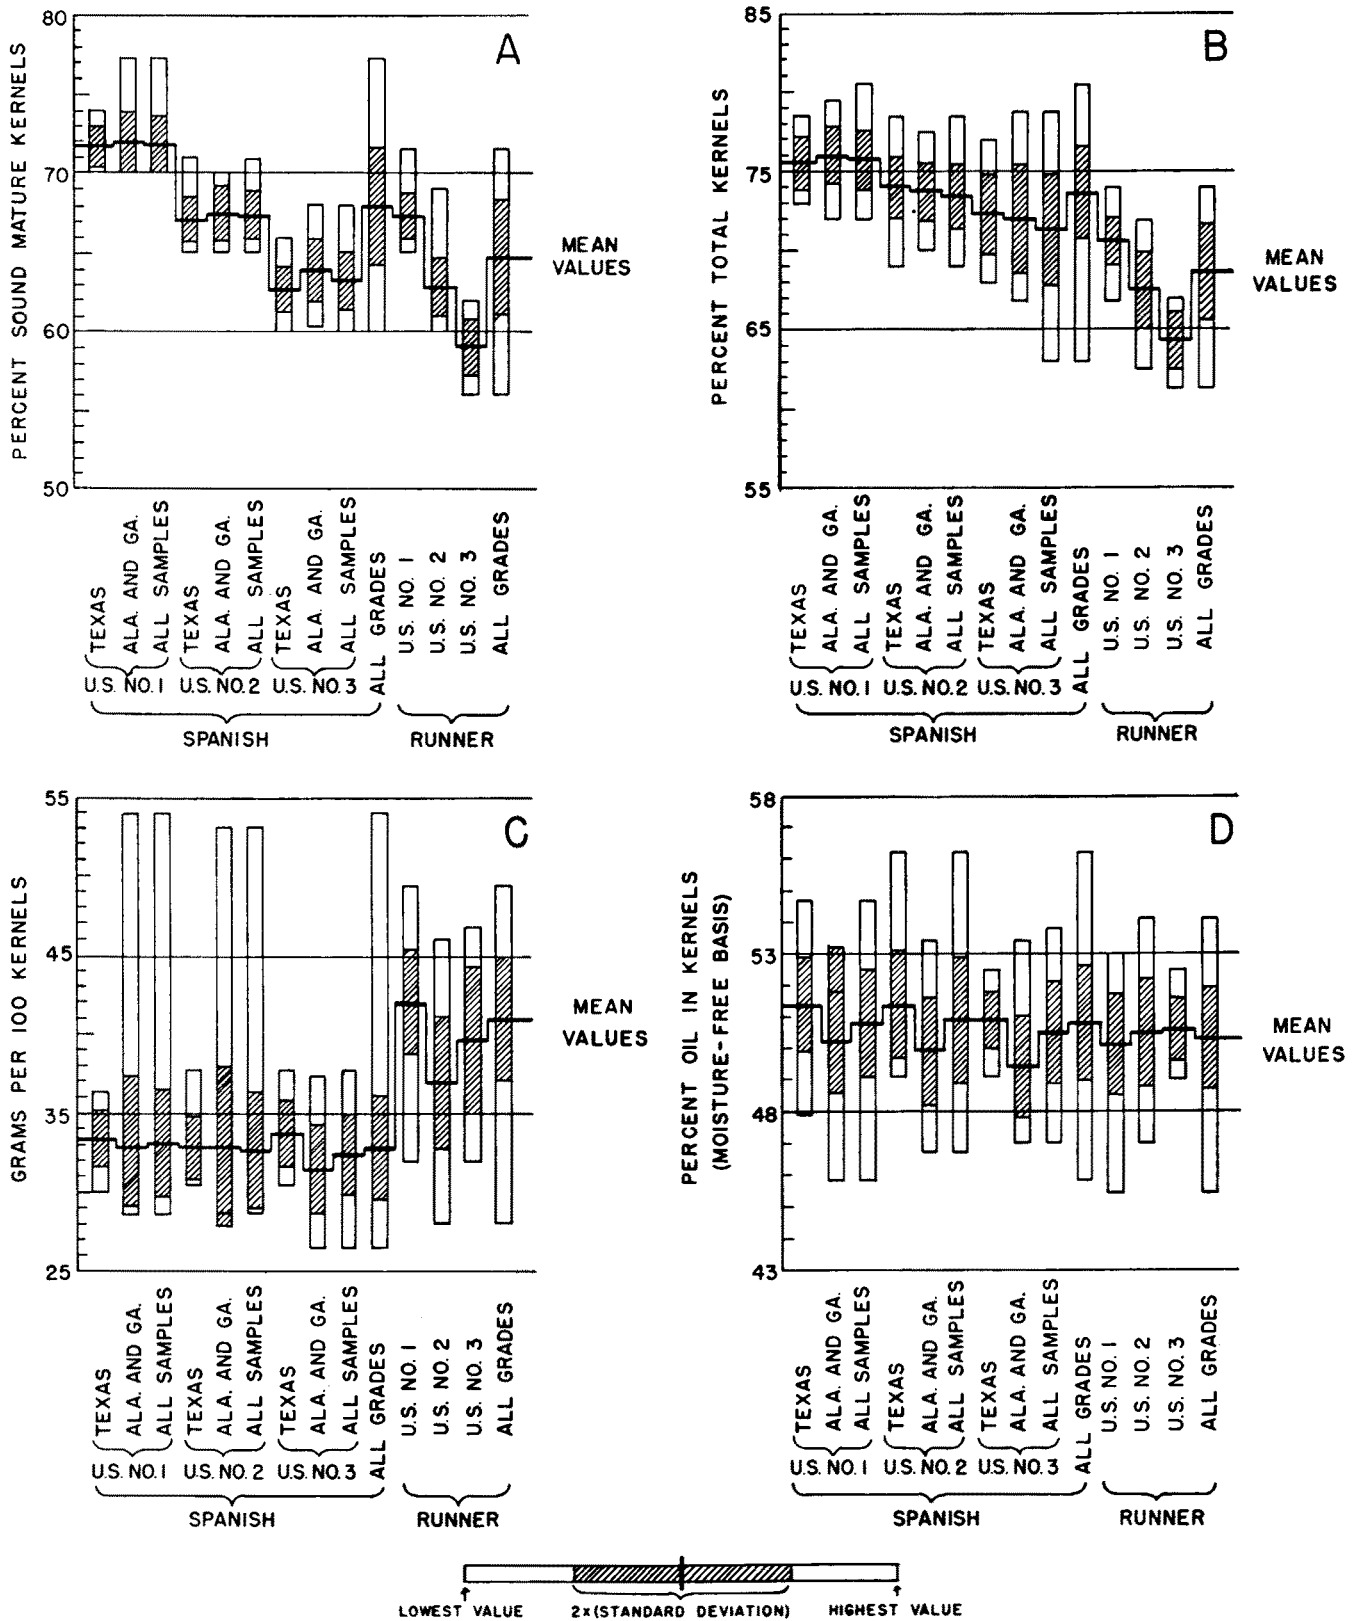 A
PERCENT SOUND MATURE KERNELS
80
70
60
50
MEAN
VALUES
TEXAS
ALA. AND GA.
ALL SAMPLES
TEXAS
ALA. AND GA.
ALL SAMPLES
TEXAS
ALA. AND GA.
ALL SAMPLES
ALL GRADES
U.S. NO. 1
U.S. NO. 2
U.S. NO. 3
ALL GRADES
U.S. NO. 1
U.S. NO. 2
U.S. NO. 3
SPANISH
RUNNER
B
PERCENT TOTAL KERNELS
85
75
65
55
MEAN
VALUES
TEXAS
ALA. AND GA.
ALL SAMPLES
TEXAS
ALA. AND GA.
ALL SAMPLES
TEXAS
ALA. AND GA.
ALL SAMPLES
ALL GRADES
U.S. NO. 1
U.S. NO. 2
U.S. NO. 3
ALL GRADES
U.S. NO. 1
U.S. NO. 2
U.S. NO. 3
SPANISH
RUNNER
C
GRAMS PER 100 KERNELS
55
45
35
25
MEAN
VALUES
TEXAS
ALA. AND GA.
ALL SAMPLES
TEXAS
ALA. AND GA.
ALL SAMPLES
TEXAS
ALA. AND GA.
ALL SAMPLES
ALL GRADES
U.S. NO. 1
U.S. NO. 2
U.S. NO. 3
ALL GRADES
U.S. NO. 1
U.S. NO. 2
U.S. NO. 3
SPANISH
RUNNER
D
PERCENT OIL IN KERNELS
(MOISTURE-FREE BASIS)
58
53
48
43
MEAN
VALUES
TEXAS
ALA. AND GA.
ALL SAMPLES
TEXAS
ALA. AND GA.
ALL SAMPLES
TEXAS
ALA. AND GA.
ALL SAMPLES
ALL GRADES
U.S. NO. 1
U.S. NO. 2
U.S. NO. 3
ALL GRADES
U.S. NO. 1
U.S. NO. 2
U.S. NO. 3
SPANISH
RUNNER
LOWEST VALUE
2×(STANDARD DEVIATION)
HIGHEST VALUE